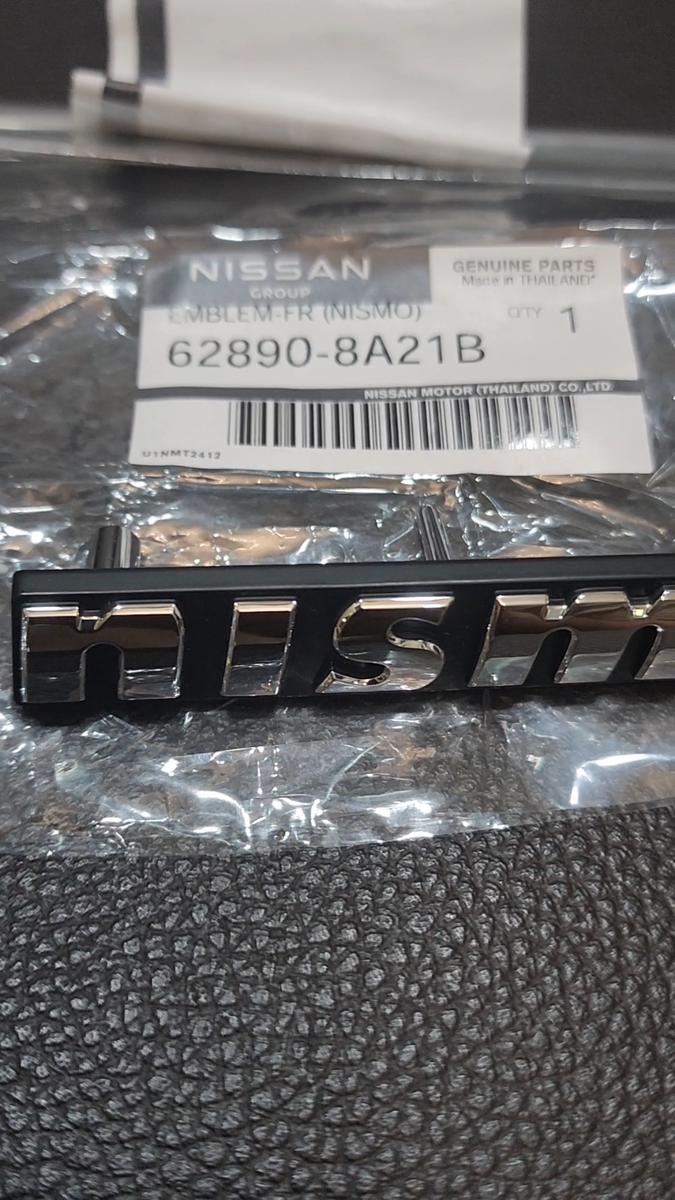 NISSAN
GROUP
GENUINE PARTS
Made in THAILAND*
EMBLEM-FR (NISMO)
QTY 1
62890-8A21B
NISSAN MOTOR (THAILAND) CO.,LTD
U1NMT2412
nism